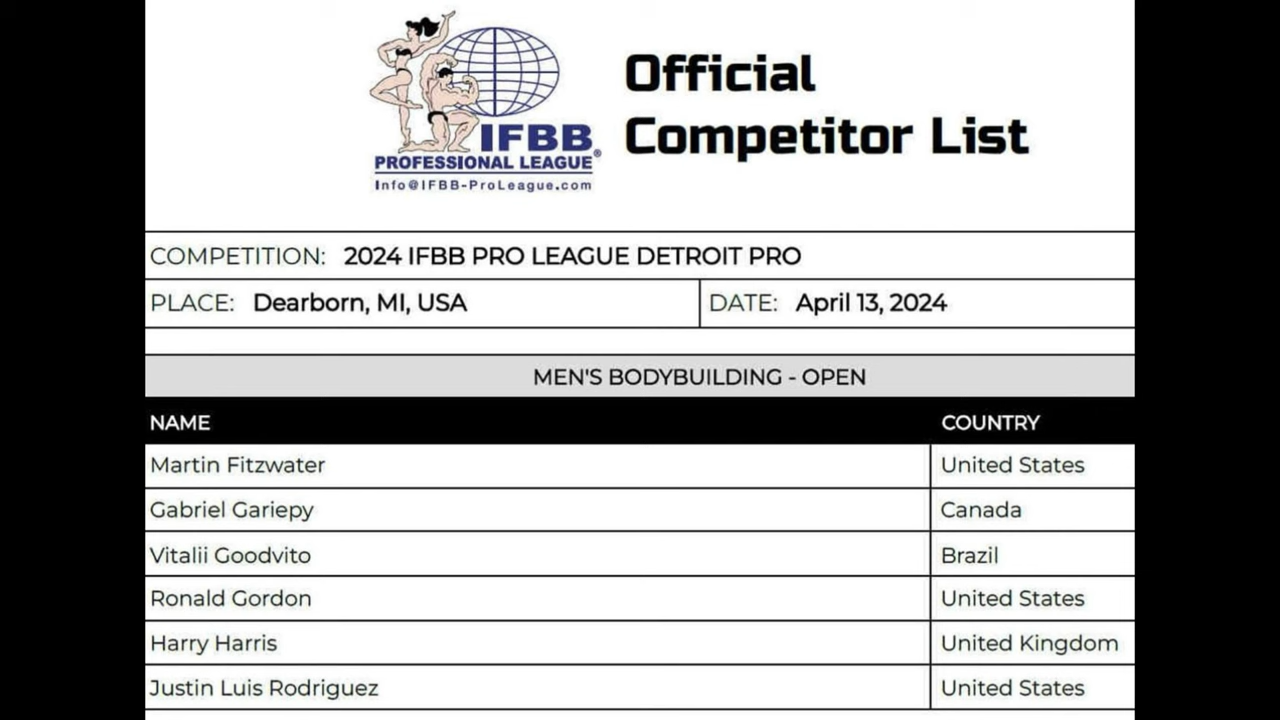 IFBB
PROFESSIONAL LEAGUE®
Info@IFBB-ProLeague.com
Official
Competitor List
COMPETITION: 2024 IFBB PRO LEAGUE DETROIT PRO
PLACE: Dearborn, MI, USA DATE: April 13, 2024
MEN'S BODYBUILDING - OPEN
NAME COUNTRY
Martin Fitzwater United States
Gabriel Gariepy Canada
Vitalii Goodvito Brazil
Ronald Gordon United States
Harry Harris United Kingdom
Justin Luis Rodriguez United States